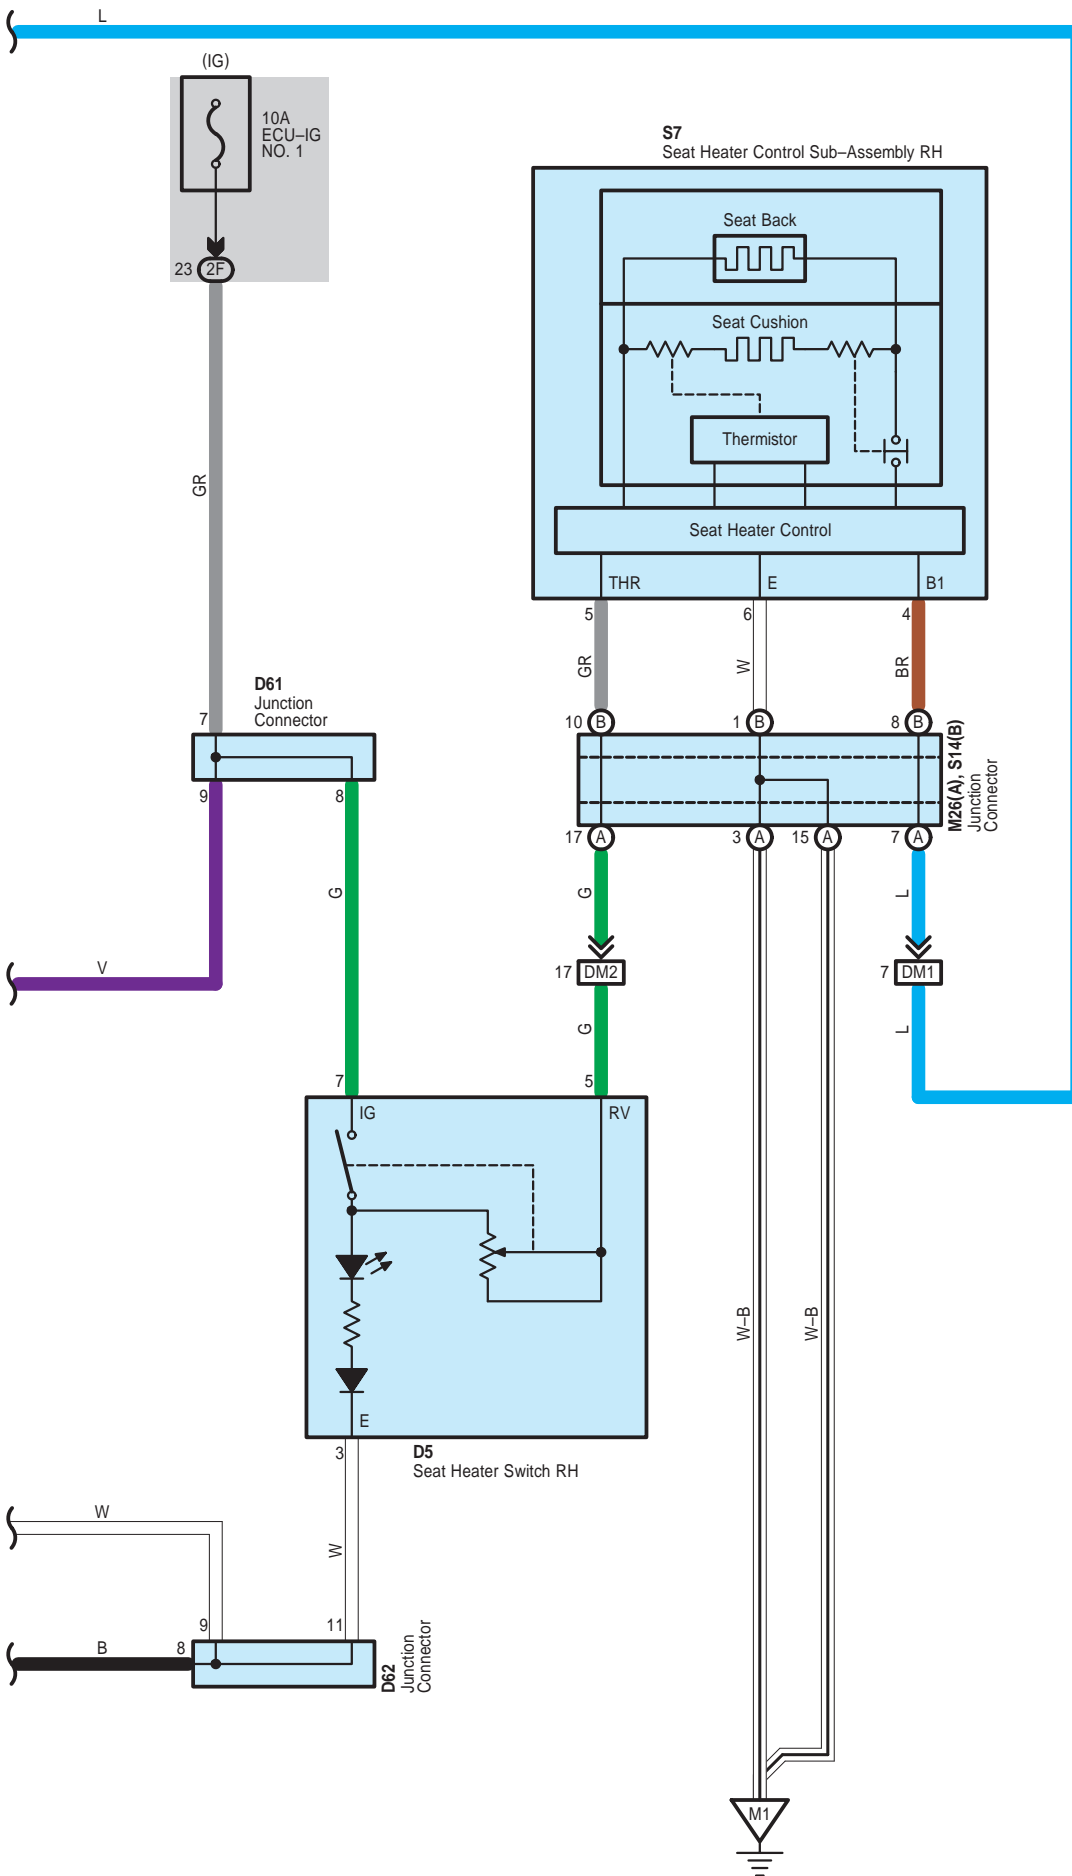 L
(IG)
10A
ECU–IG
NO. 1
23 2F
S7
Seat Heater Control Sub–Assembly RH
Seat Back
Seat Cushion
Thermistor
Seat Heater Control
THR E B1
5 6 4
GR
GR
W
BR
D61
Junction
Connector
7
9 8
10 B 1 B 8 B
M26(A), S14(B)
Junction
Connector
17 A 3 A 15 A 7 A
G
G
L
V
17 DM2
7 DM1
G
L
7 5
IG RV
E
3
D5
Seat Heater Switch RH
W–B
W–B
W
W
9 11
B 8
D62
Junction
Connector
M1